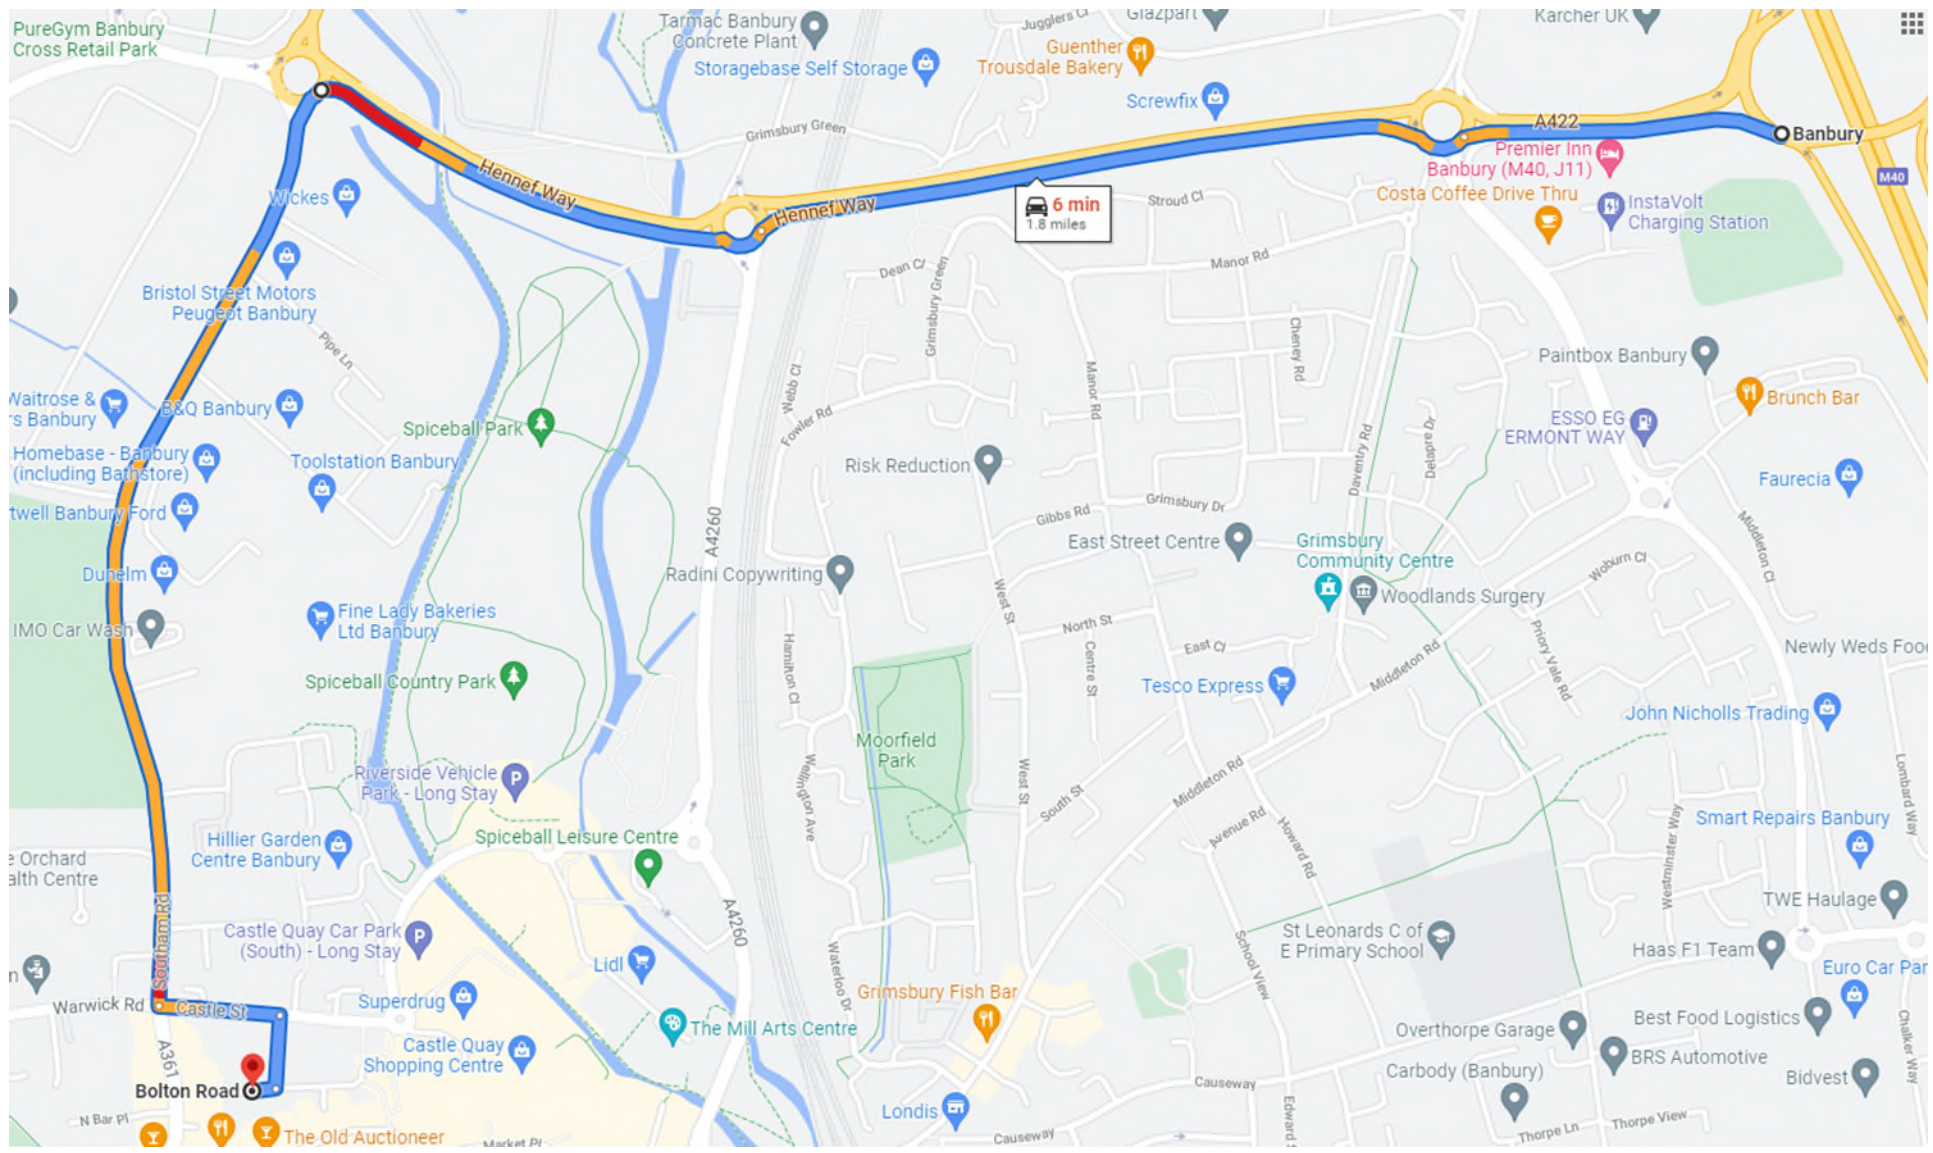 PureGym Banbury
Cross Retail Park
Tarmac Banbury
Concrete Plant
Jugglers Cl
Glazpart
Karcher UK
Guenther
Trousdale Bakery
Storagebase Self Storage
Screwfix
Grimsbury Green
A422
Banbury
Premier Inn
Banbury (M40, J11)
M40
Hennef Way
Wickes
Hennef Way
6 min
1.8 miles
Stroud Cl
Costa Coffee Drive Thru
InstaVolt
Charging Station
Dean Cl
Manor Rd
Bristol Street Motors
Peugeot Banbury
Grimsbury Green
Pipe Ln
Cheney Rd
Paintbox Banbury
Webb Cl
Manor Rd
Waitrose &
rs Banbury
B&Q Banbury
Brunch Bar
Spiceball Park
Fowler Rd
ESSO EG
ERMONT WAY
Homebase - Banbury
(including Bathstore)
Toolstation Banbury
Risk Reduction
Daventry Rd
Faurecia
twell Banbury Ford
A4260
Gibbs Rd
Grimsbury Dr
Middleton Cl
East Street Centre
Grimsbury
Community Centre
Woburn Cl
Dunelm
Radini Copywriting
Woodlands Surgery
West St
IMO Car Wash
Fine Lady Bakeries
Ltd Banbury
North St
East Cl
Priory Vale Rd
Newly Weds Foo
Hamilton Cl
Centre St
Middleton Rd
Spiceball Country Park
Tesco Express
John Nicholls Trading
Moorfield
Park
Riverside Vehicle
Park - Long Stay
Wellington Ave
West St
South St
Middleton Rd
Lombard Way
Avenue Rd
Howard Rd
Westminster Way
Smart Repairs Banbury
Hillier Garden
Centre Banbury
Spiceball Leisure Centre
e Orchard
alth Centre
TWE Haulage
Southam Rd
Castle Quay Car Park
(South) - Long Stay
A4260
Waterloo Dr
St Leonards C of
E Primary School
School View
Haas F1 Team
Lidl
Euro Car Par
n
Warwick Rd
Castle St
Superdrug
Grimsbury Fish Bar
The Mill Arts Centre
Overthorpe Garage
Best Food Logistics
Castle Quay
Shopping Centre
A361
Bolton Road
Carbody (Banbury)
BRS Automotive
Bidvest
Chalker Way
Causeway
N Bar Pl
Londis
Edward S
The Old Auctioneer
Market Pl
Causeway
Thorpe Ln
Thorpe View